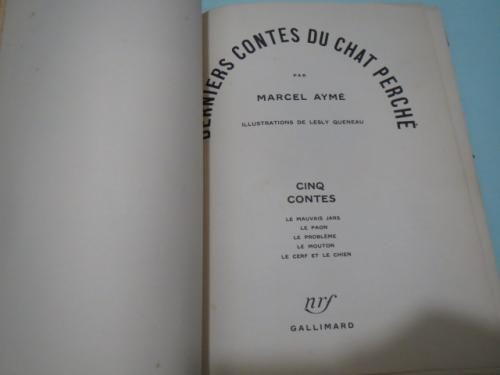 DERNIERS CONTES DU CHAT PERCHÉ
PAR
MARCEL AYMÉ
ILLUSTRATIONS DE LESLY QUENEAU
CINQ
CONTES
LE MAUVAIS JARS
LE PAON
LE PROBLÈME
LE MOUTON
LE CERF ET LE CHIEN
nrf
GALLIMARD